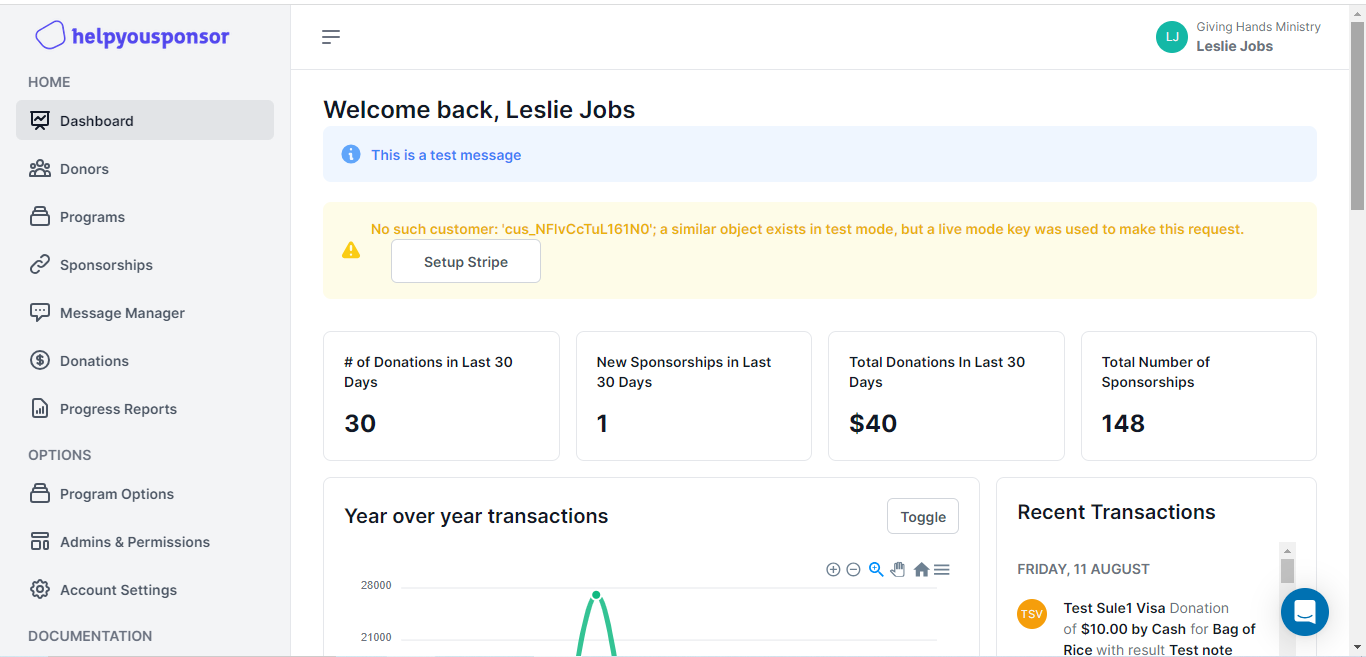 helpyousponsor
HOME
Dashboard
Donors
Programs
Sponsorships
Message Manager
Donations
Progress Reports
OPTIONS
Program Options
Admins & Permissions
Account Settings
DOCUMENTATION
LJ
Giving Hands Ministry
Leslie Jobs
Welcome back, Leslie Jobs
This is a test message
No such customer: 'cus_NFlvCcTuL161N0'; a similar object exists in test mode, but a live mode key was used to make this request.
Setup Stripe
# of Donations in Last 30
Days
30
New Sponsorships in Last
30 Days
1
Total Donations In Last 30
Days
$40
Total Number of
Sponsorships
148
Year over year transactions
Toggle
28000
21000
Recent Transactions
FRIDAY, 11 AUGUST
TSV
Test Sule1 Visa Donation
of $10.00 by Cash for Bag of
Rice with result Test note